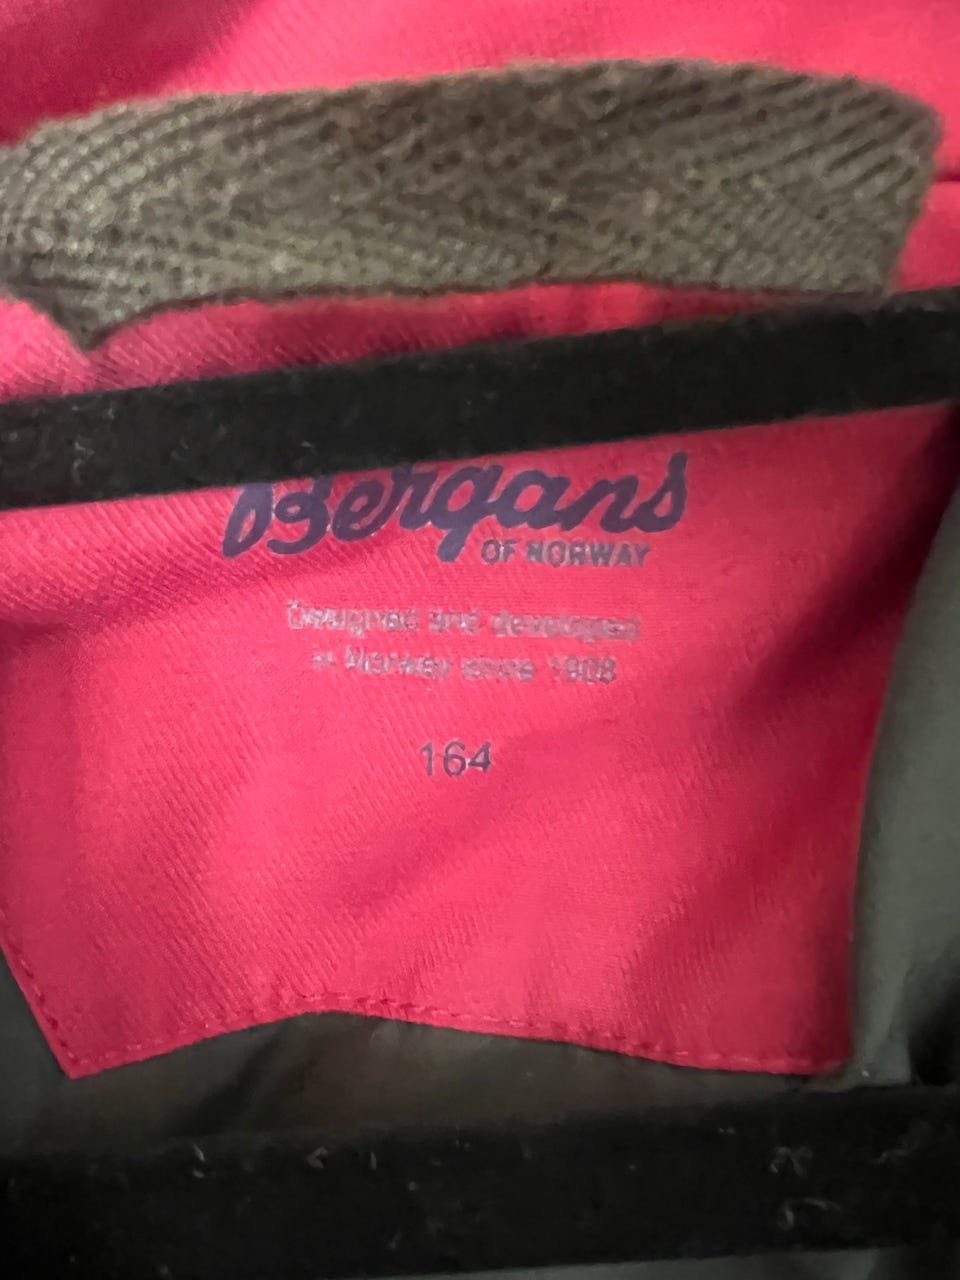 Bergans
OF NORWAY
Designed and developed
in Norway since 1908
164